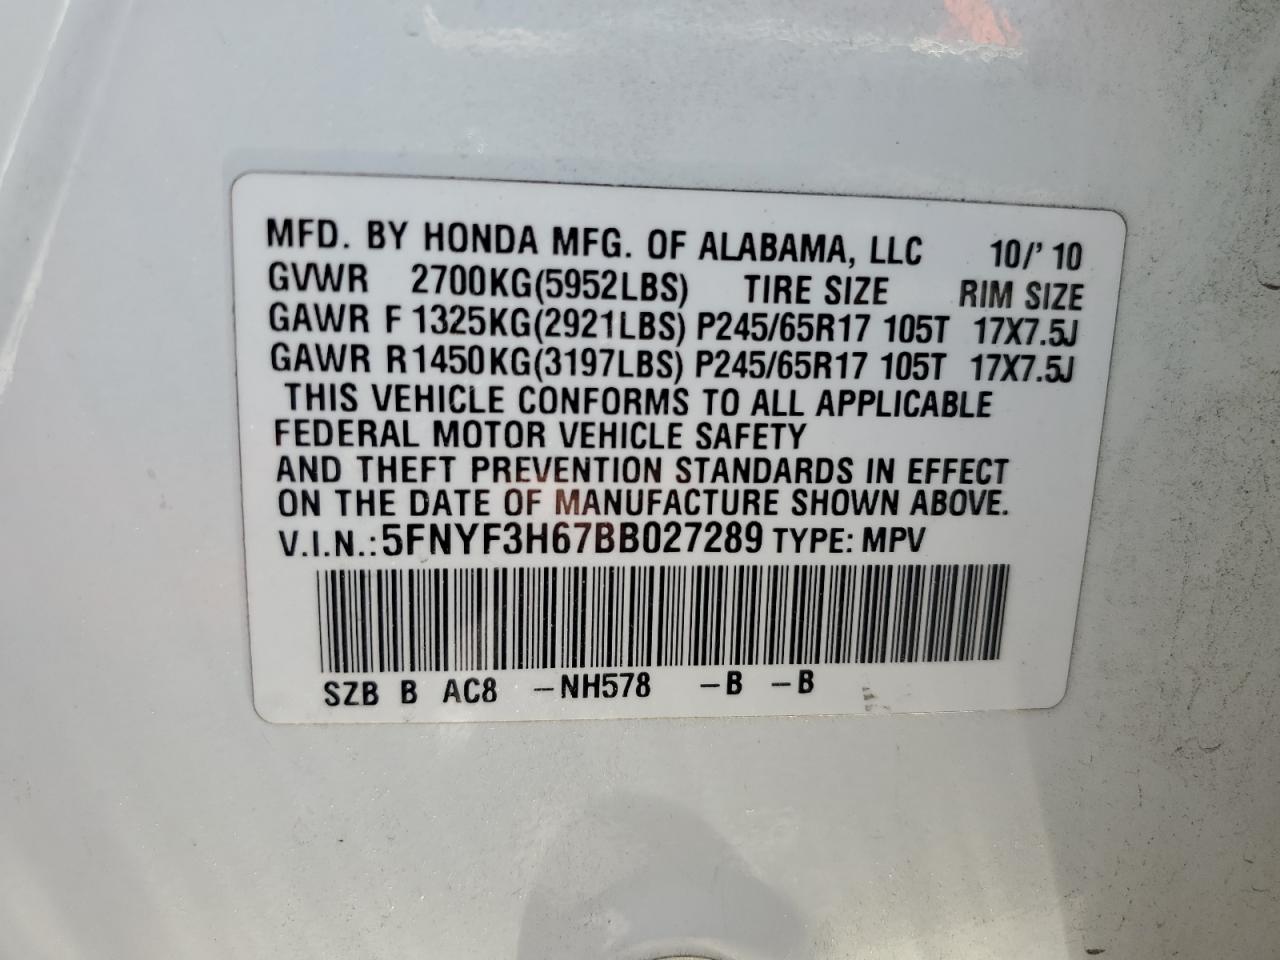 MFD. BY HONDA MFG. OF ALABAMA, LLC 10/' 10
GVWR 2700KG(5952LBS) TIRE SIZE RIM SIZE
GAWR F 1325KG(2921LBS) P245/65R17 105T 17X7.5J
GAWR R 1450KG(3197LBS) P245/65R17 105T 17X7.5J
THIS VEHICLE CONFORMS TO ALL APPLICABLE
FEDERAL MOTOR VEHICLE SAFETY
AND THEFT PREVENTION STANDARDS IN EFFECT
ON THE DATE OF MANUFACTURE SHOWN ABOVE.
V.I.N.: 5FNYF3H67BB027289 TYPE: MPV
SZB B AC8 -NH578 -B -B